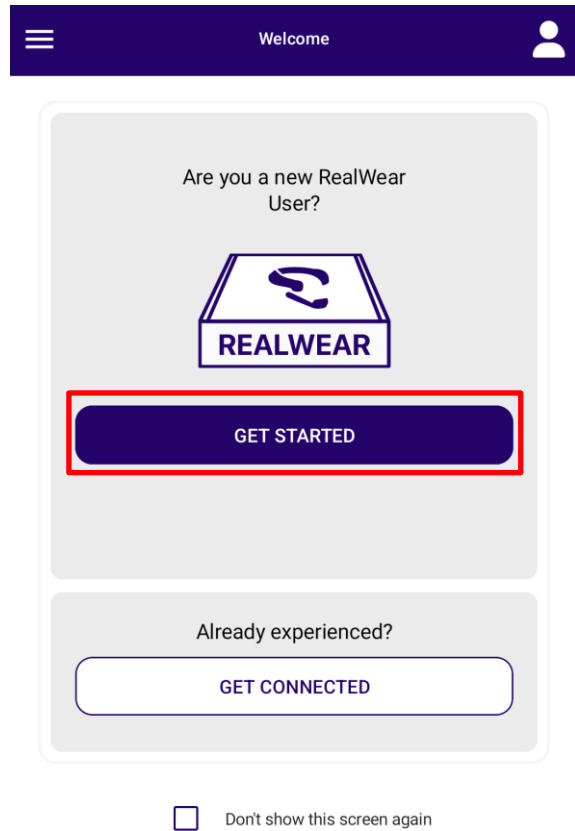 Welcome
Are you a new RealWear
User?
REALWEAR
GET STARTED
Already experienced?
GET CONNECTED
Don't show this screen again